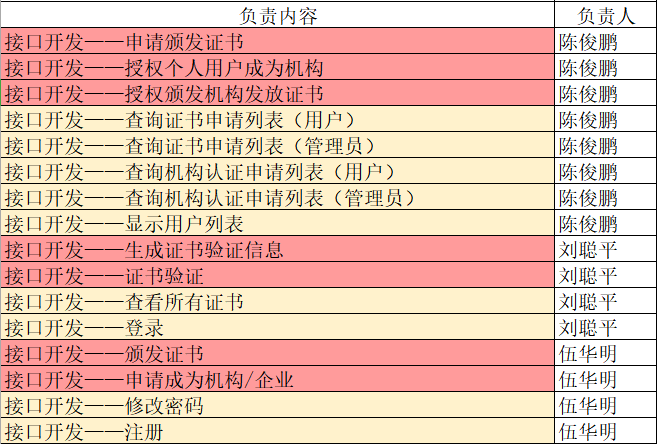 负责内容 负责人
接口开发——申请颁发证书 陈俊鹏
接口开发——授权个人用户成为机构 陈俊鹏
接口开发——授权颁发机构发放证书 陈俊鹏
接口开发——查询证书申请列表（用户） 陈俊鹏
接口开发——查询证书申请列表（管理员） 陈俊鹏
接口开发——查询机构认证申请列表（用户） 陈俊鹏
接口开发——查询机构认证申请列表（管理员） 陈俊鹏
接口开发——显示用户列表 陈俊鹏
接口开发——生成证书验证信息 刘聪平
接口开发——证书验证 刘聪平
接口开发——查看所有证书 刘聪平
接口开发——登录 刘聪平
接口开发——颁发证书 伍华明
接口开发——申请成为机构/企业 伍华明
接口开发——修改密码 伍华明
接口开发——注册 伍华明